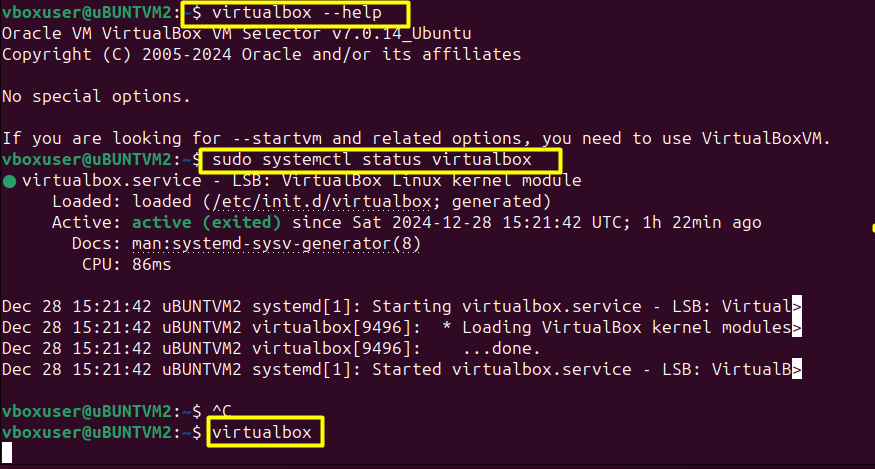 vboxuser@uBUNTVM2:~$ virtualbox --help
Oracle VM VirtualBox VM Selector v7.0.14_Ubuntu
Copyright (C) 2005-2024 Oracle and/or its affiliates
No special options.
If you are looking for --startvm and related options, you need to use VirtualBoxVM.
vboxuser@uBUNTVM2:~$ sudo systemctl status virtualbox
● virtualbox.service - LSB: VirtualBox Linux kernel module
Loaded: loaded (/etc/init.d/virtualbox; generated)
Active: active (exited) since Sat 2024-12-28 15:21:42 UTC; 1h 22min ago
Docs: man:systemd-sysv-generator(8)
CPU: 86ms
Dec 28 15:21:42 uBUNTVM2 systemd[1]: Starting virtualbox.service - LSB: Virtual>
Dec 28 15:21:42 uBUNTVM2 virtualbox[9496]:  * Loading VirtualBox kernel modules>
Dec 28 15:21:42 uBUNTVM2 virtualbox[9496]:    ...done.
Dec 28 15:21:42 uBUNTVM2 systemd[1]: Started virtualbox.service - LSB: VirtualB>
vboxuser@uBUNTVM2:~$ ^C
vboxuser@uBUNTVM2:~$ virtualbox